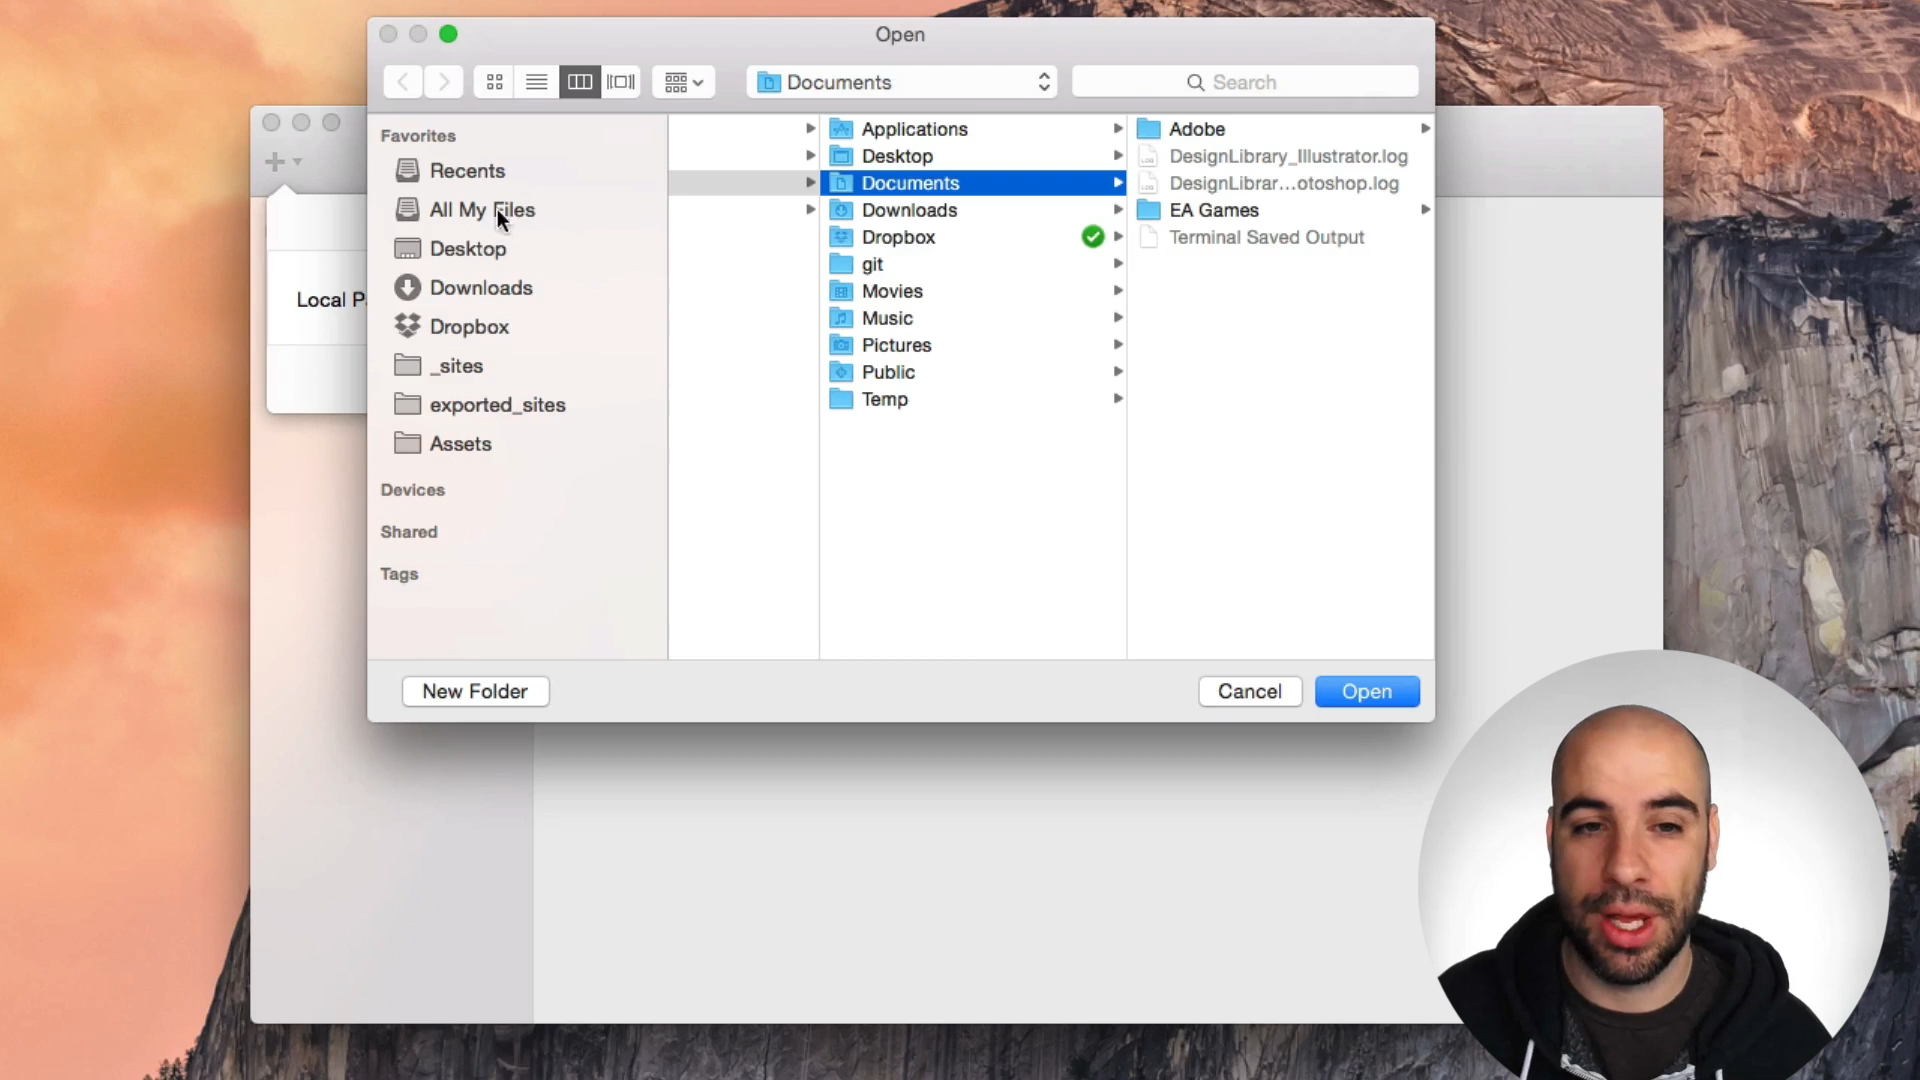 Open
Documents
Search
Favorites
Recents
All My Files
Desktop
Downloads
Dropbox
_sites
exported_sites
Assets
Devices
Shared
Tags
Applications
Desktop
Documents
Downloads
Dropbox
git
Movies
Music
Pictures
Public
Temp
Adobe
DesignLibrary_Illustrator.log
DesignLibrar...otoshop.log
EA Games
Terminal Saved Output
Local P
New Folder
Cancel
Open